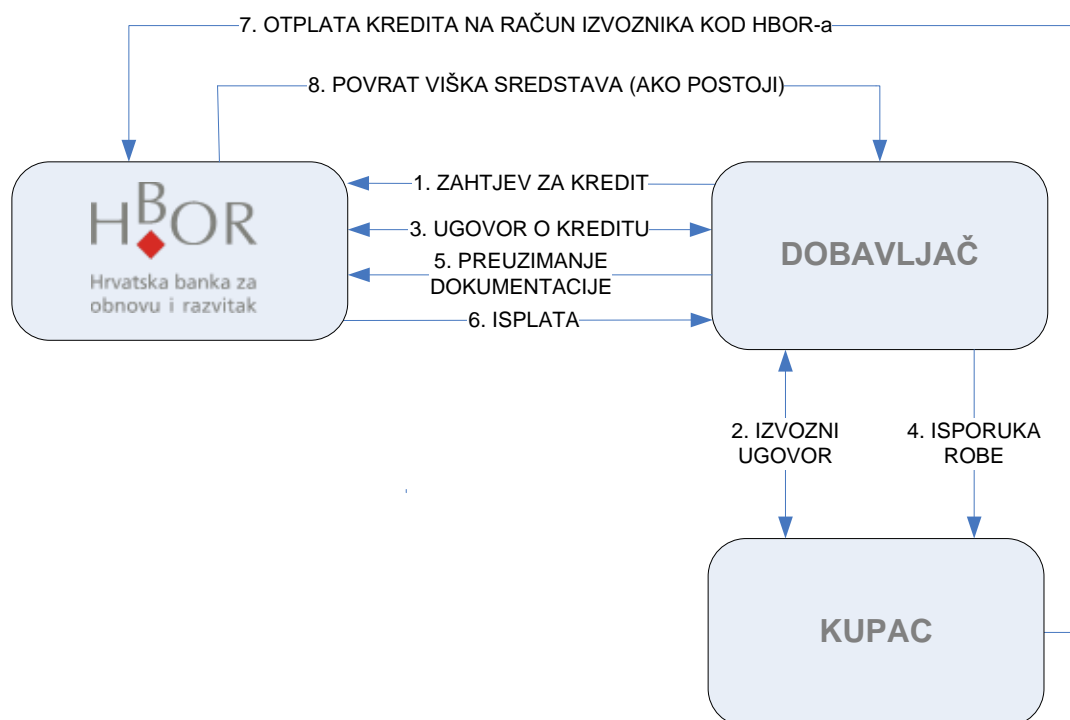 7. OTPLATA KREDITA NA RAČUN IZVOZNIKA KOD HBOR-a
8. POVRAT VIŠKA SREDSTAVA (AKO POSTOJI)
HBOR
Hrvatska banka za
obnovu i razvitak
1. ZAHTJEV ZA KREDIT
3. UGOVOR O KREDITU
5. PREUZIMANJE
DOKUMENTACIJE
6. ISPLATA
DOBAVLJAČ
2. IZVOZNI
UGOVOR
4. ISPORUKA
ROBE
KUPAC